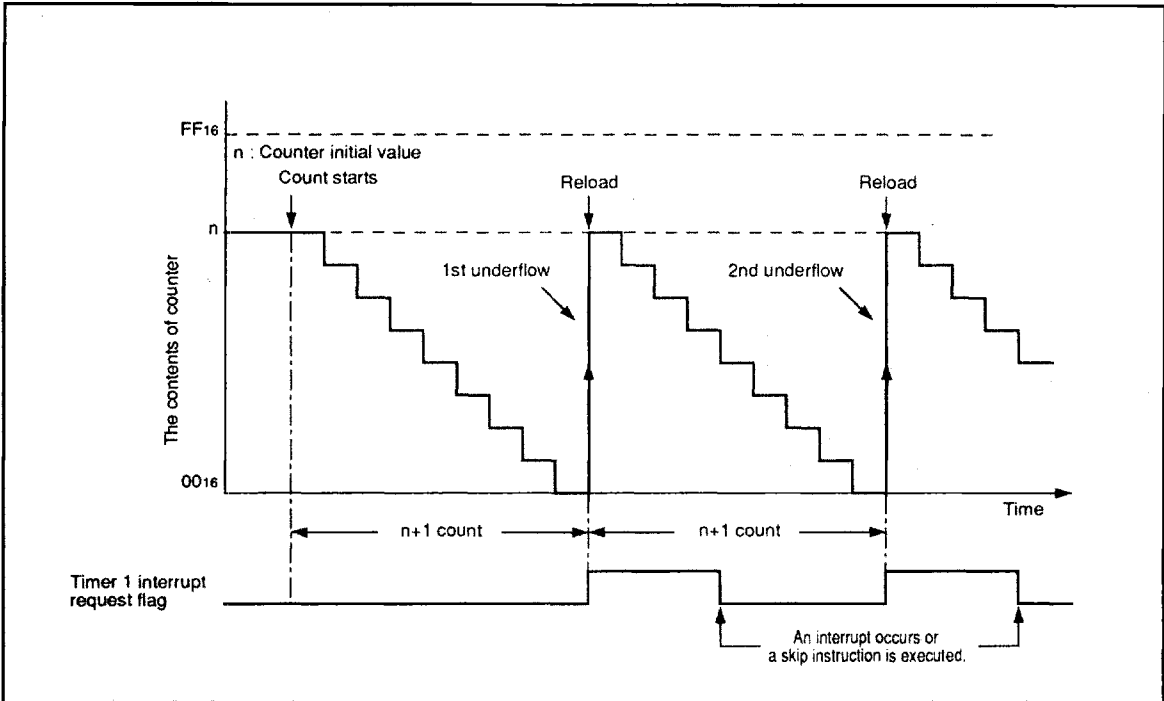 FF16
n : Counter initial value
Count starts
Reload
Reload
n
1st underflow
2nd underflow
The contents of counter
0016
Time
n+1 count
n+1 count
Timer 1 interrupt
request flag
An interrupt occurs or
a skip instruction is executed.